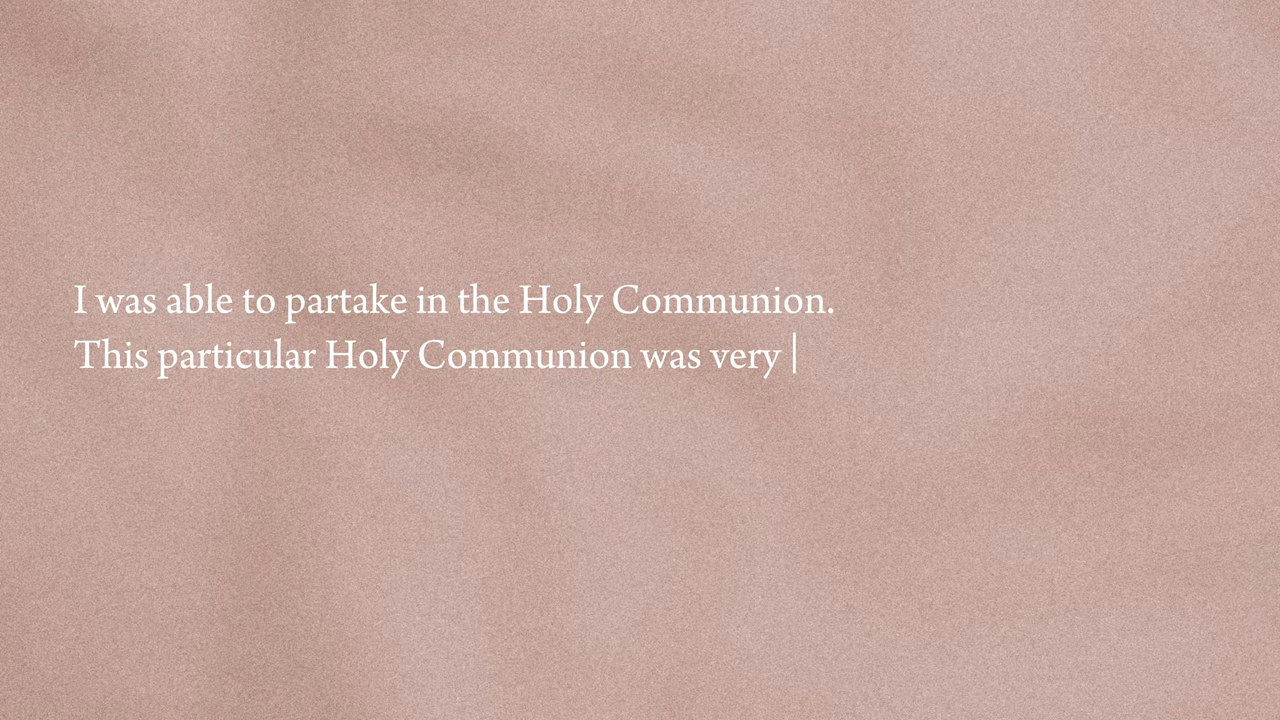 I was able to partake in the Holy Communion.
This particular Holy Communion was very